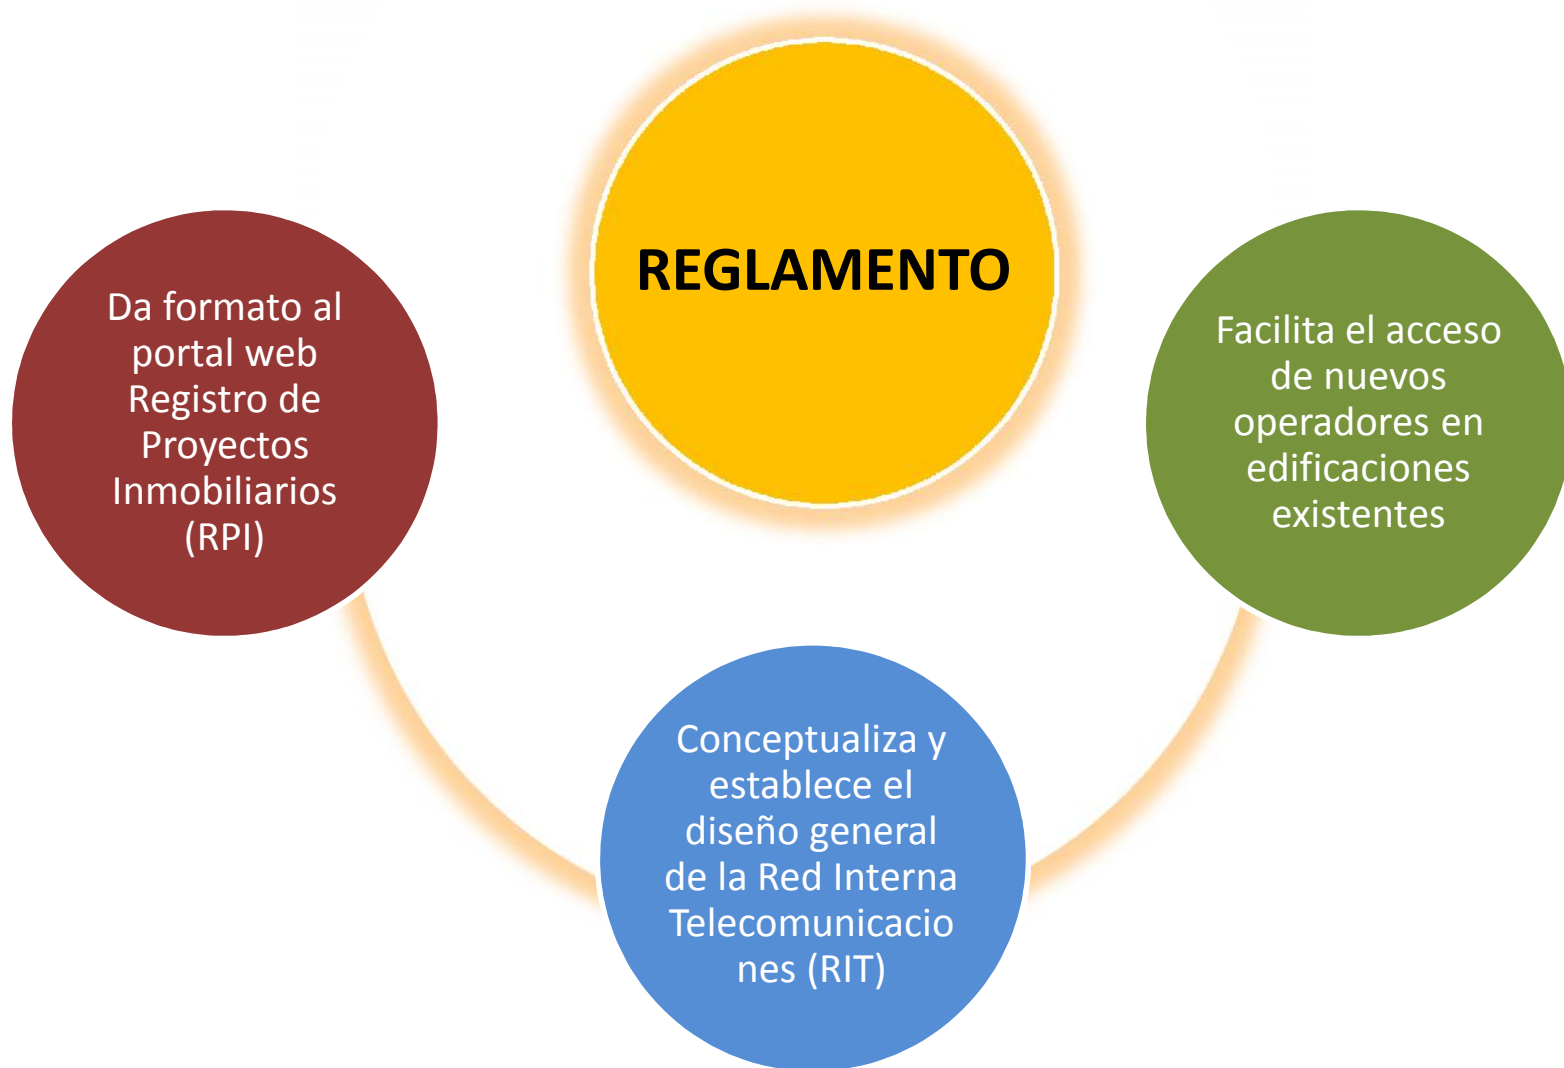 REGLAMENTO
Da formato al
portal web
Registro de
Proyectos
Inmobiliarios
(RPI)
Conceptualiza y
establece el
diseño general
de la Red Interna
Telecomunicacio
nes (RIT)
Facilita el acceso
de nuevos
operadores en
edificaciones
existentes